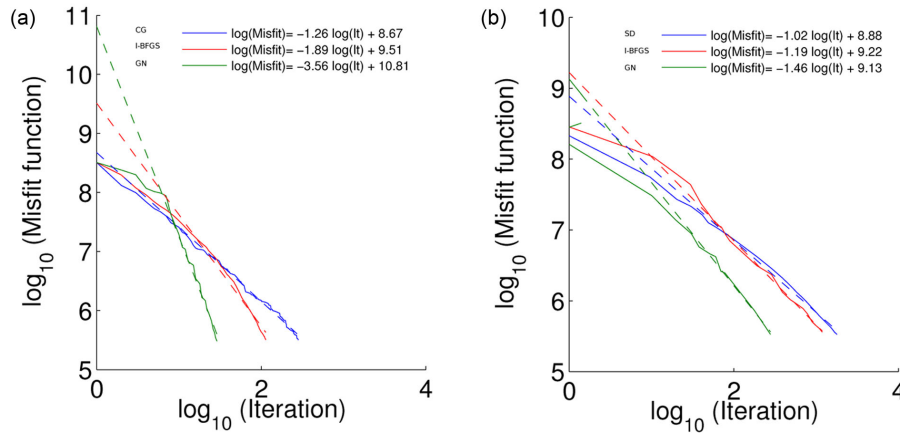 (a)
CG log(Misfit)= −1.26 log(It) + 8.67
l-BFGS log(Misfit)= −1.89 log(It) + 9.51
GN log(Misfit)= −3.56 log(It) + 10.81
11
10
9
8
7
6
5
0
2
4
log10 (Misfit function)
log10 (Iteration)
(b)
SD log(Misfit)= −1.02 log(It) + 8.88
l-BFGS log(Misfit)= −1.19 log(It) + 9.22
GN log(Misfit)= −1.46 log(It) + 9.13
10
9
8
7
6
5
0
2
4
log10 (Misfit function)
log10 (Iteration)